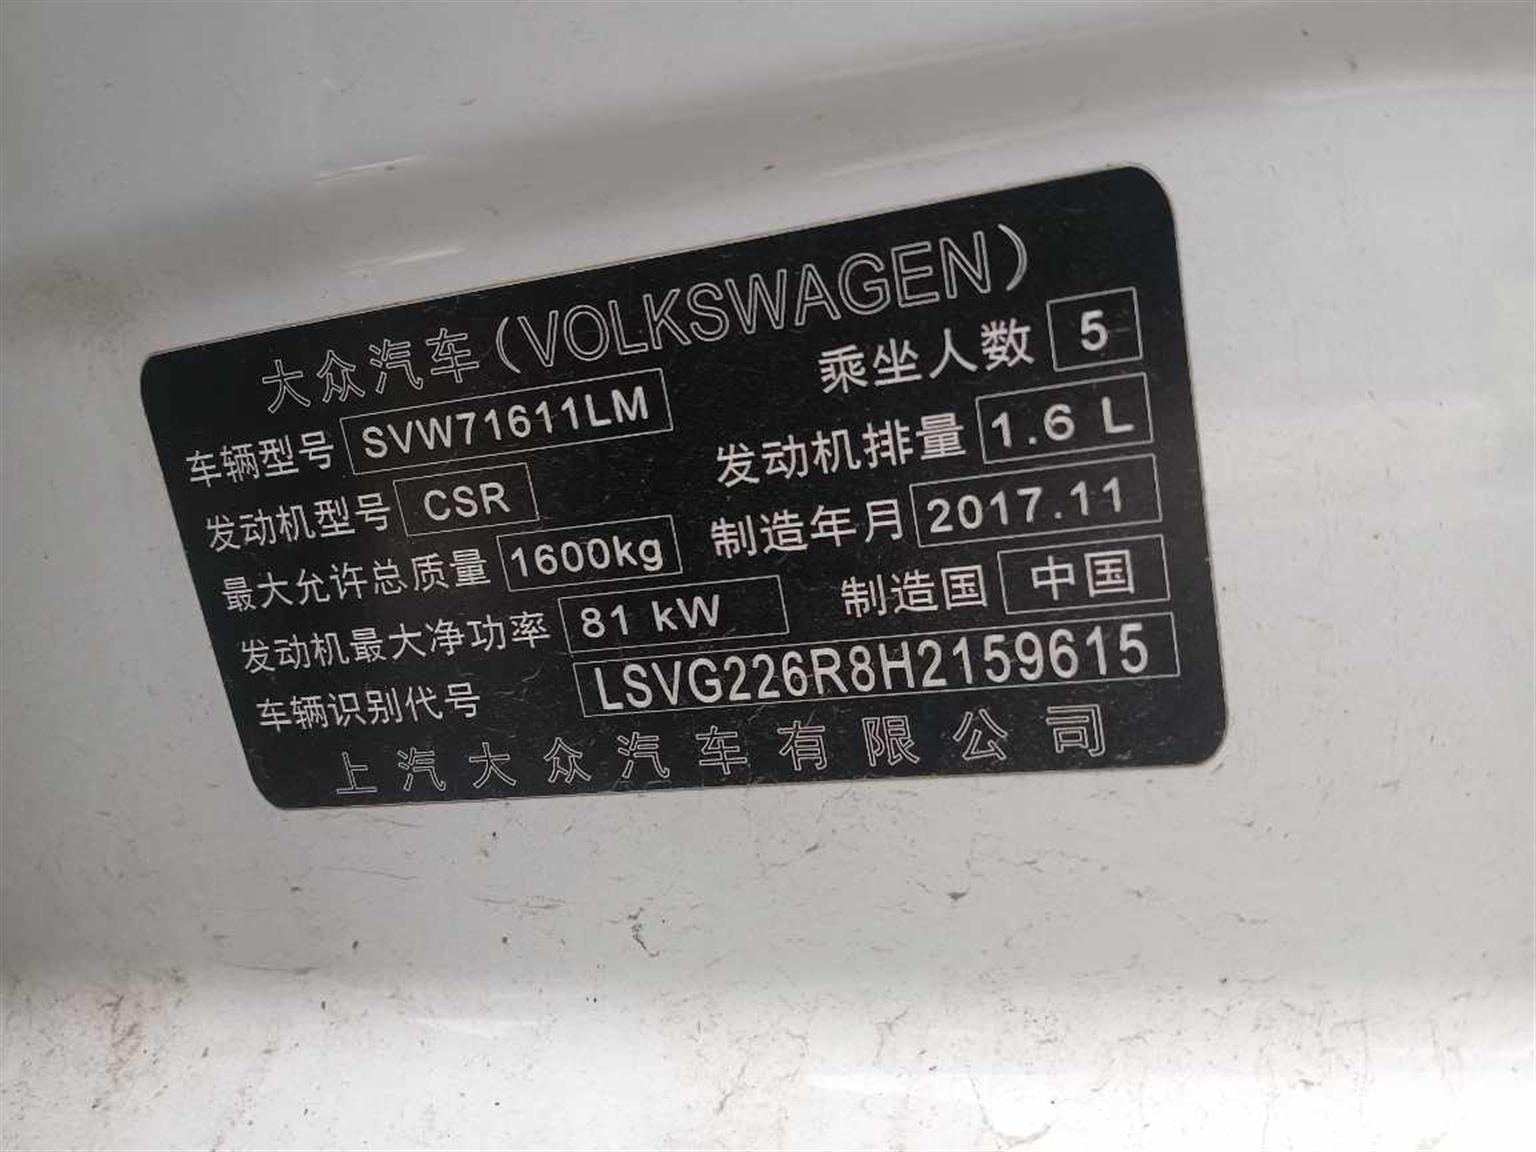 大众汽车(VOLKSWAGEN)
车辆型号 SVW71611LM 乘坐人数 5
发动机型号 CSR 发动机排量 1.6 L
最大允许总质量 1600kg 制造年月 2017.11
发动机最大净功率 81 kW 制造国 中国
车辆识别代号 LSVG226R8H2159615
上汽大众汽车有限公司